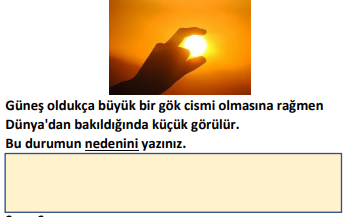 Güneş oldukça büyük bir gök cismi olmasına rağmen
Dünya'dan bakıldığında küçük görülür.
Bu durumun nedenini yazınız.